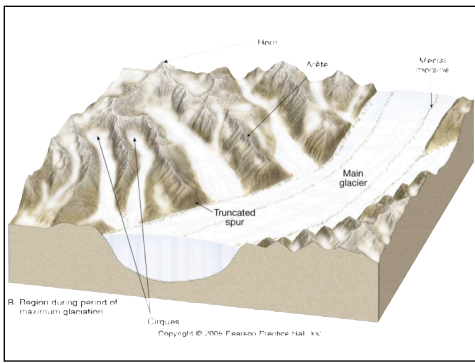 Horn
Arête
Medial
moraine
Main
glacier
Truncated
spur
B. Region during period of
maximum glaciation
Cirques
Copyright © 2005 Pearson Prentice Hall, Inc.